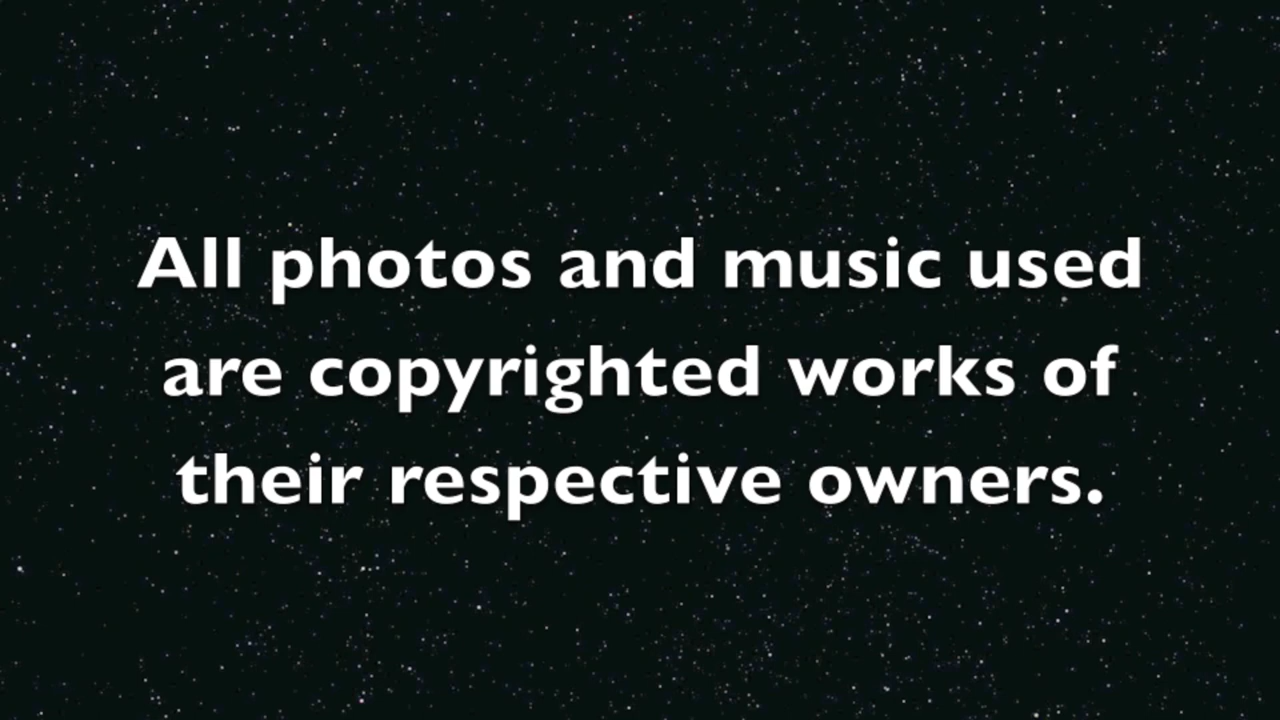 All photos and music used
are copyrighted works of
their respective owners.